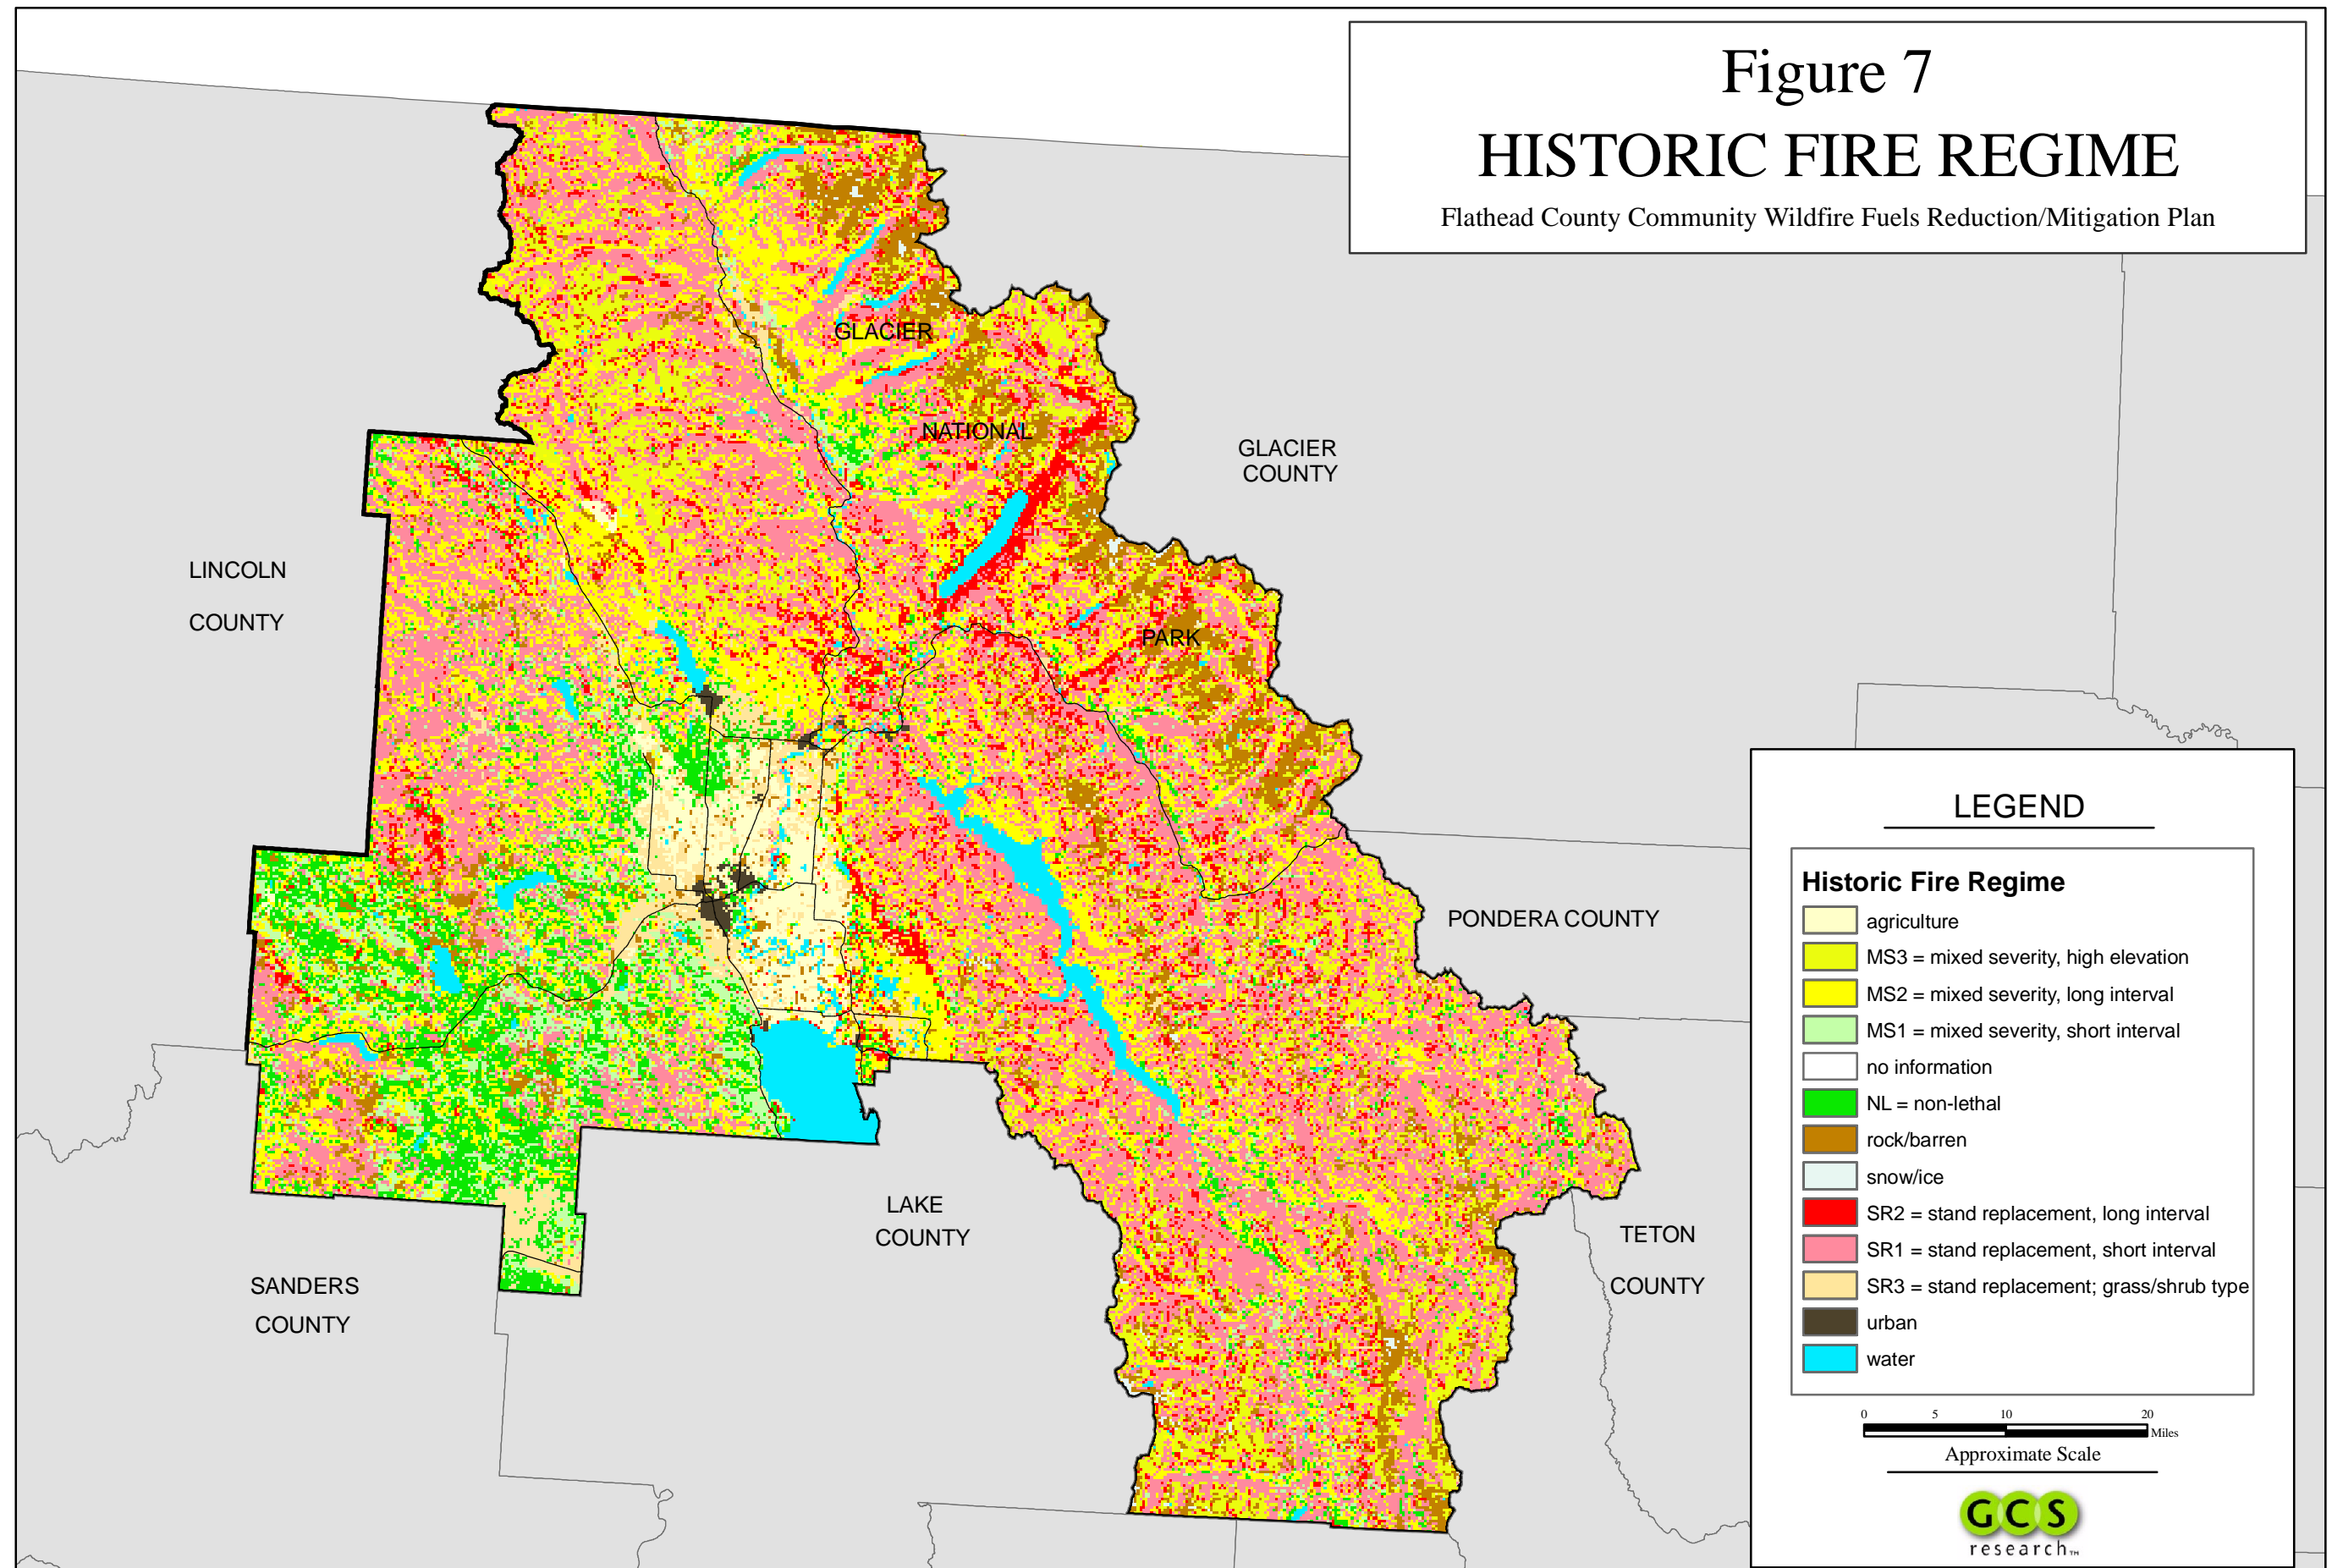 Figure 7
HISTORIC FIRE REGIME
Flathead County Community Wildfire Fuels Reduction/Mitigation Plan
GLACIER
NATIONAL
PARK
GLACIER
COUNTY
LINCOLN
COUNTY
PONDERA COUNTY
LAKE
COUNTY
TETON
COUNTY
SANDERS
COUNTY
LEGEND
Historic Fire Regime
agriculture
MS3 = mixed severity, high elevation
MS2 = mixed severity, long interval
MS1 = mixed severity, short interval
no information
NL = non-lethal
rock/barren
snow/ice
SR2 = stand replacement, long interval
SR1 = stand replacement, short interval
SR3 = stand replacement; grass/shrub type
urban
water
0 5 10 20
Miles
Approximate Scale
GCS
research™